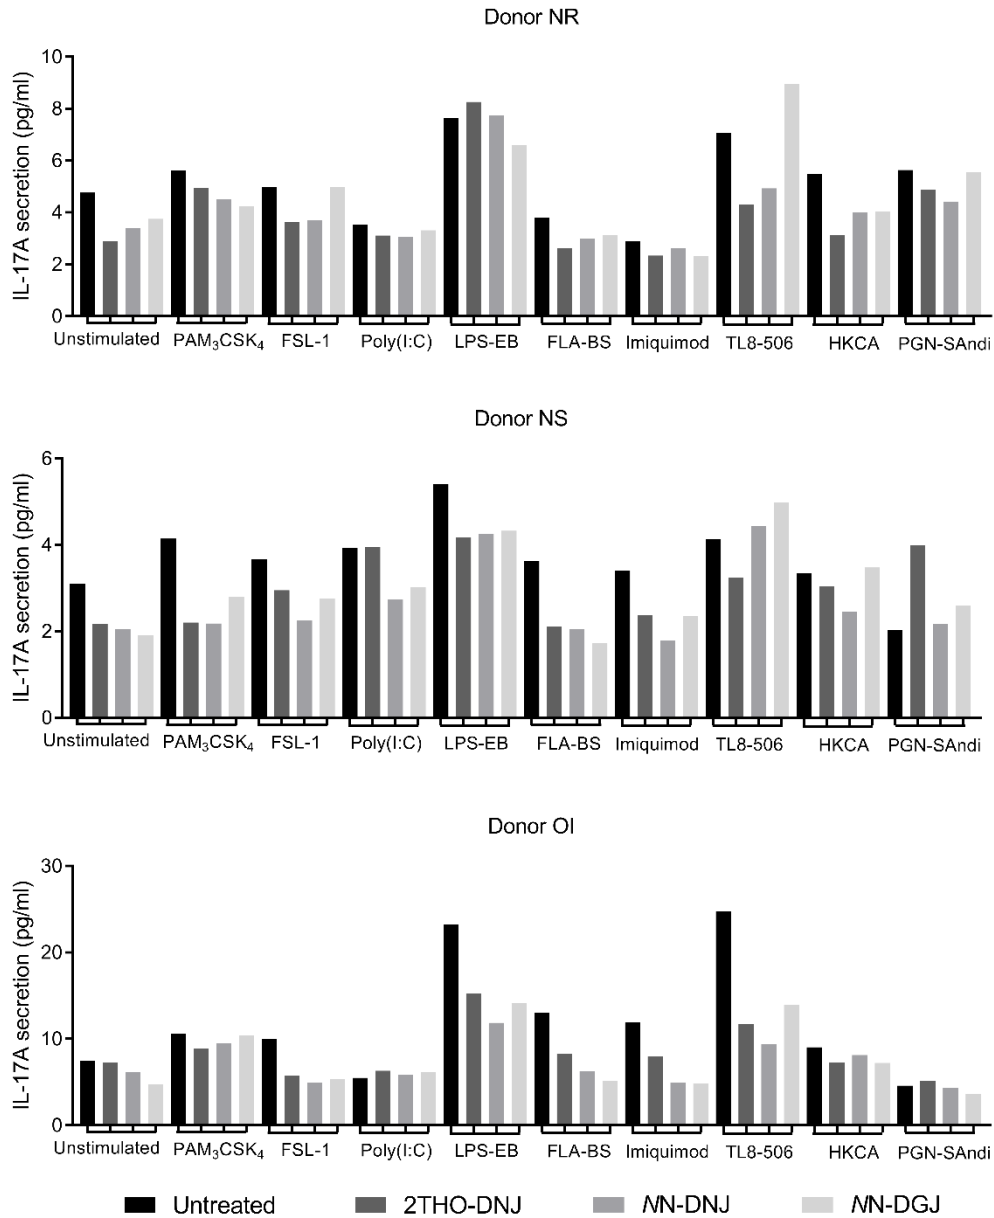 Donor NR
IL-17A secretion (pg/ml)
10
8
6
4
2
0
Unstimulated PAM₃CSK₄ FSL-1 Poly(I:C) LPS-EB FLA-BS Imiquimod TL8-506 HKCA PGN-SAndi
Donor NS
IL-17A secretion (pg/ml)
6
4
2
0
Unstimulated PAM₃CSK₄ FSL-1 Poly(I:C) LPS-EB FLA-BS Imiquimod TL8-506 HKCA PGN-SAndi
Donor OI
IL-17A secretion (pg/ml)
30
20
10
0
Unstimulated PAM₃CSK₄ FSL-1 Poly(I:C) LPS-EB FLA-BS Imiquimod TL8-506 HKCA PGN-SAndi
Untreated 2THO-DNJ NN-DNJ NN-DGJ